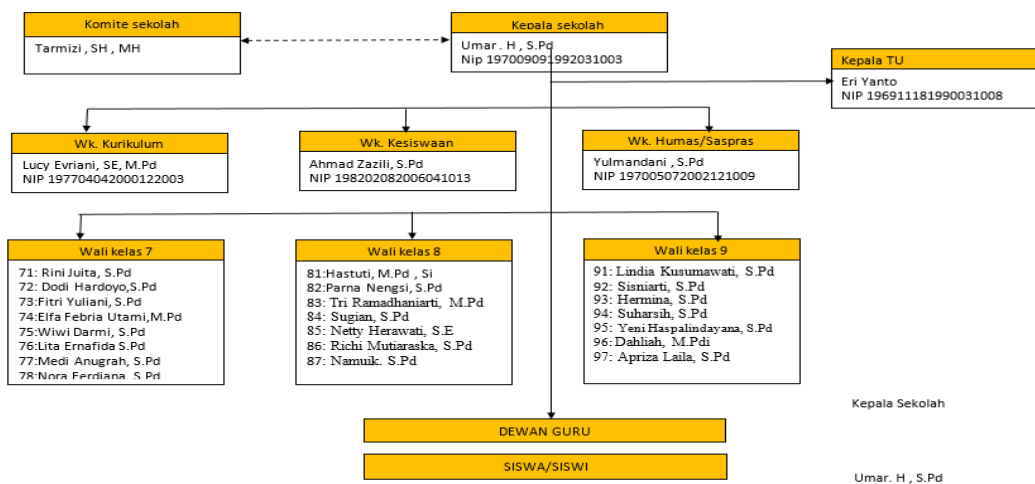 Komite sekolah
Tarmizi , SH , MH
Kepala sekolah
Umar . H , S.Pd
Nip 197009091992031003
Kepala TU
Eri Yanto
NIP 196911181990031008
Wk. Kurikulum
Lucy Evriani, SE, M.Pd
NIP 197704042000122003
Wk. Kesiswaan
Ahmad Zazili, S.Pd
NIP 198202082006041013
Wk. Humas/Saspras
Yulmandani , S.Pd
NIP 197005072002121009
Wali kelas 7
71: Rini Juita, S.Pd
72: Dodi Hardoyo,S.Pd
73:Fitri Yuliani, S.Pd
74:Elfa Febria Utami,M.Pd
75:Wiwi Darmi, S.Pd
76:Lita Ernafida S.Pd
77:Medi Anugrah, S.Pd
78:Nora Ferdiana S.Pd
Wali kelas 8
81:Hastuti, M.Pd , Si
82:Parna Nengsi, S.Pd
83: Tri Ramadhaniarti, M.Pd
84: Sugian, S.Pd
85: Netty Herawati, S.E
86: Richi Mutiaraska, S.Pd
87: Namuik. S.Pd
Wali kelas 9
91: Lindia Kusumawati, S.Pd
92: Sisniarti, S.Pd
93: Hermina, S.Pd
94: Suharsih, S.Pd
95: Yeni Haspalindayana, S.Pd
96: Dahliah, M.Pdi
97: Apriza Laila, S.Pd
DEWAN GURU
SISWA/SISWI
Kepala Sekolah
Umar. H , S.Pd